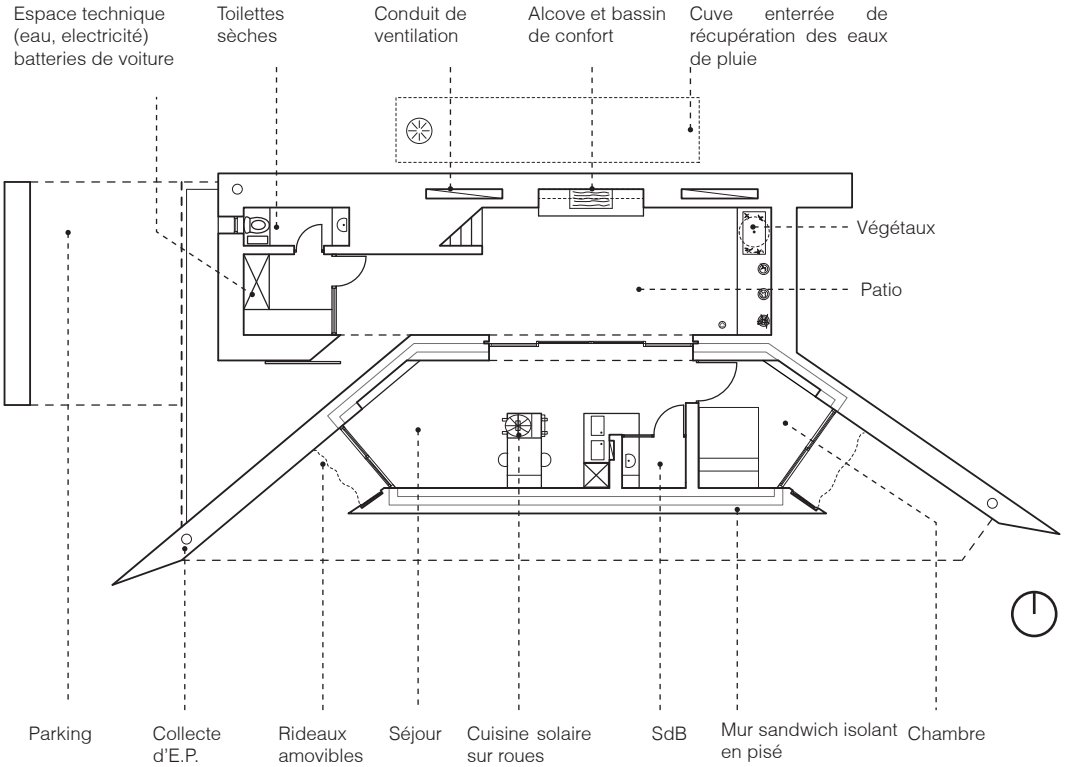 Espace technique
(eau, electricité)
batteries de voiture
Toilettes
sèches
Conduit de
ventilation
Alcove et bassin
de confort
Cuve enterrée de
récupération des eaux
de pluie
Végétaux
Patio
Parking
Collecte
d'E.P.
Rideaux
amovibles
Séjour
Cuisine solaire
sur roues
SdB
Mur sandwich isolant
en pisé
Chambre